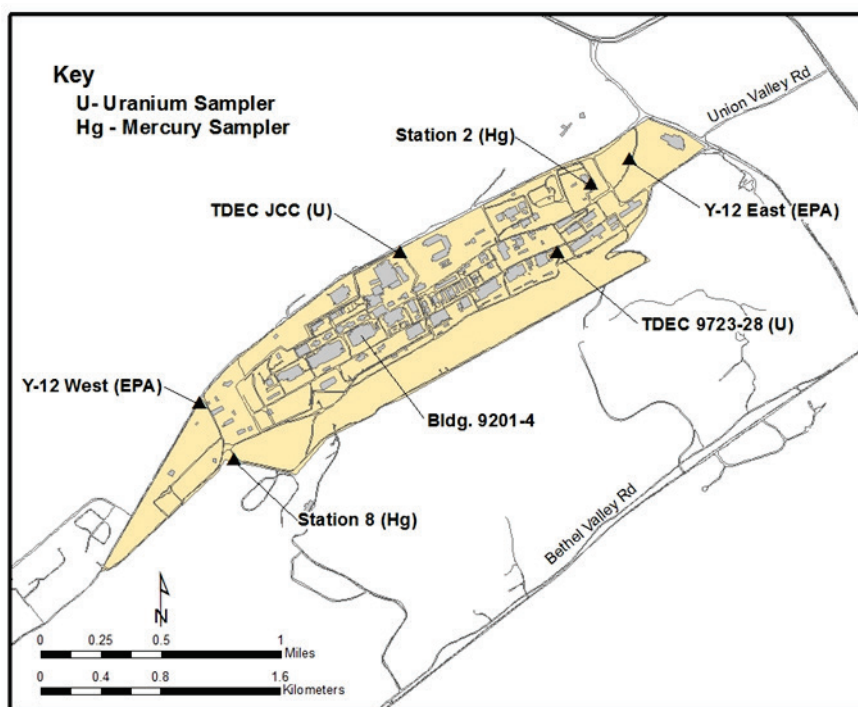 Key
U- Uranium Sampler
Hg - Mercury Sampler
Union Valley Rd
Station 2 (Hg)
Y-12 East (EPA)
TDEC JCC (U)
TDEC 9723-28 (U)
Y-12 West (EPA)
Bldg. 9201-4
Station 8 (Hg)
Bethel Valley Rd
N
0 0.25 0.5 1
Miles
0 0.4 0.8 1.6
Kilometers